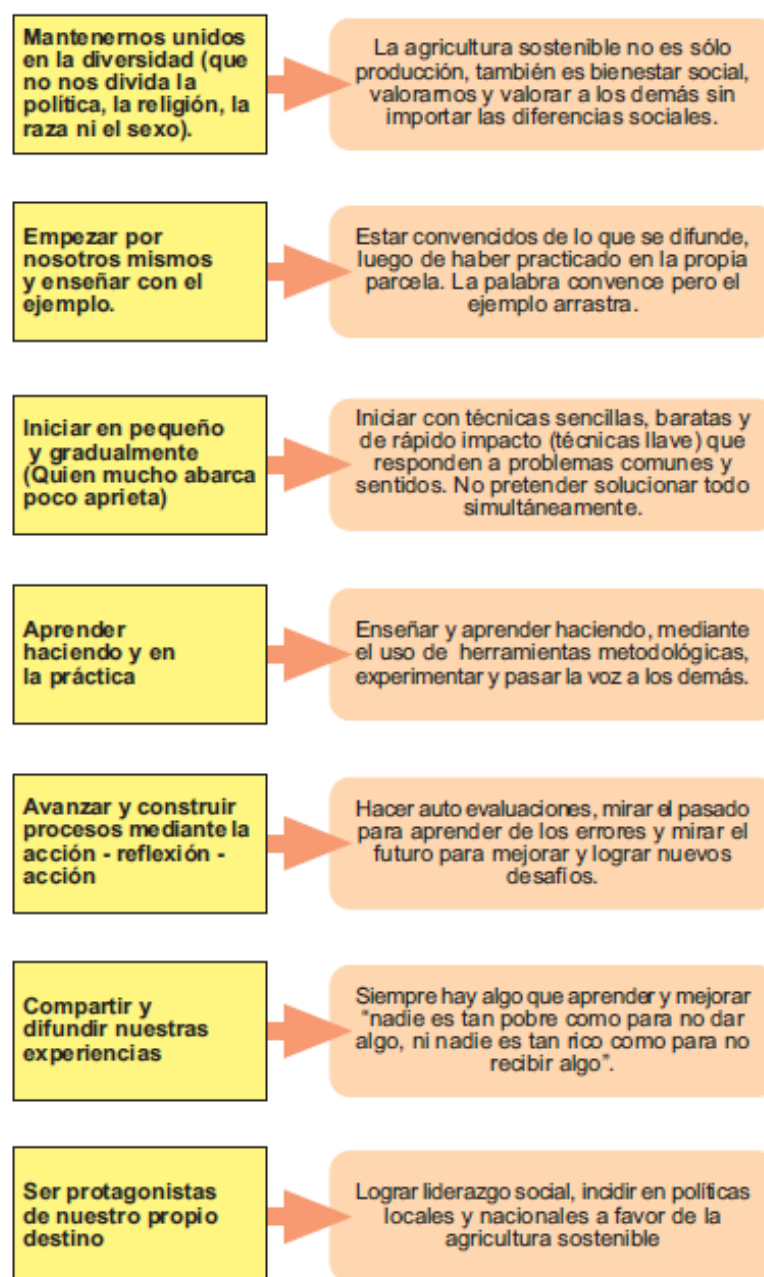 Mantenernos unidos
en la diversidad (que
no nos divida la
política, la religión, la
raza ni el sexo).
La agricultura sostenible no es sólo
producción, también es bienestar social,
valorarnos y valorar a los demás sin
importar las diferencias sociales.
Empezar por
nosotros mismos
y enseñar con el
ejemplo.
Estar convencidos de lo que se difunde,
luego de haber practicado en la propia
parcela. La palabra convence pero el
ejemplo arrastra.
Iniciar en pequeño
y gradualmente
(Quien mucho abarca
poco aprieta)
Iniciar con técnicas sencillas, baratas y
de rápido impacto (técnicas llave) que
responden a problemas comunes y
sentidos. No pretender solucionar todo
simultáneamente.
Aprender
haciendo y en
la práctica
Enseñar y aprender haciendo, mediante
el uso de herramientas metodológicas,
experimentar y pasar la voz a los demás.
Avanzar y construir
procesos mediante la
acción - reflexión -
acción
Hacer auto evaluaciones, mirar el pasado
para aprender de los errores y mirar el
futuro para mejorar y lograr nuevos
desafíos.
Compartir y
difundir nuestras
experiencias
Siempre hay algo que aprender y mejorar
"nadie es tan pobre como para no dar
algo, ni nadie es tan rico como para no
recibir algo".
Ser protagonistas
de nuestro propio
destino
Lograr liderazgo social, incidir en políticas
locales y nacionales a favor de la
agricultura sostenible